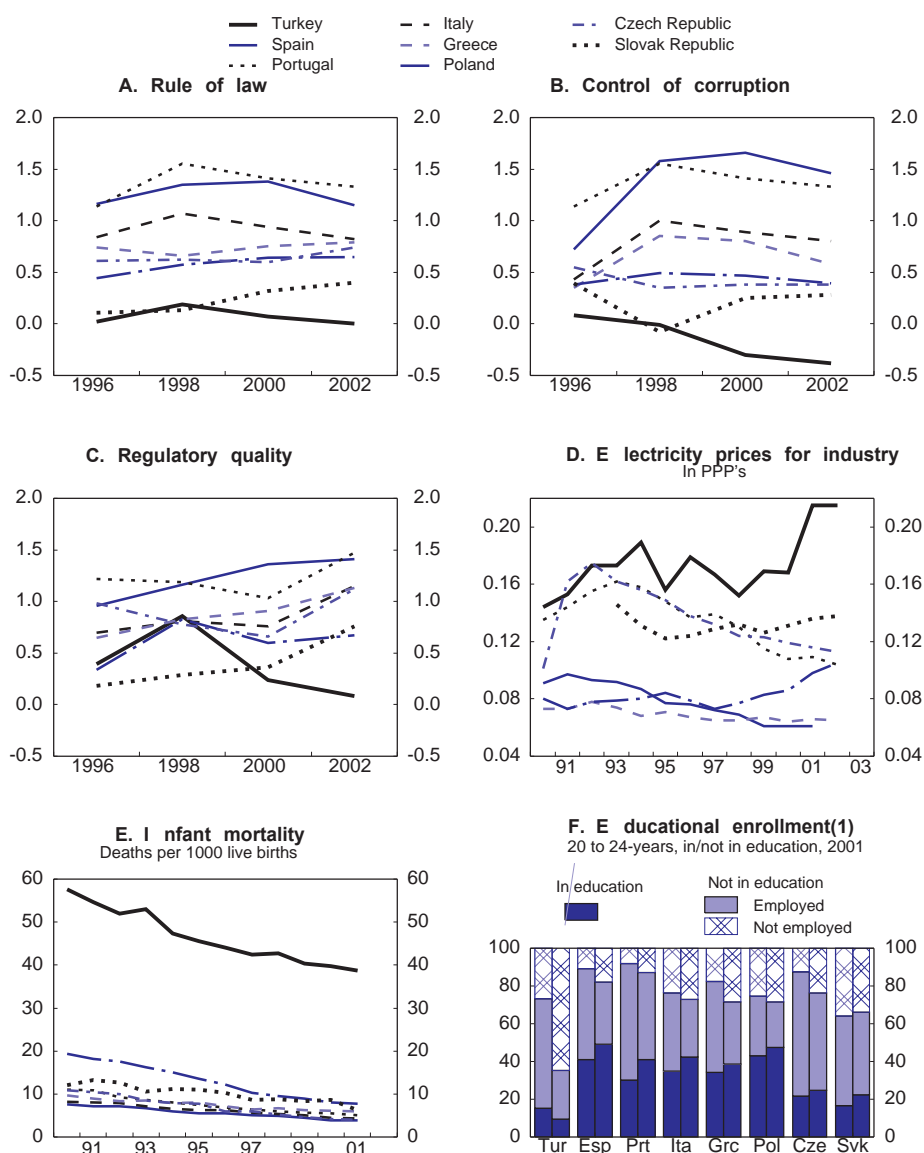 Turkey Italy Czech Republic
Spain Greece Slovak Republic
Portugal Poland
A. Rule of law
2.0 2.0
1.5 1.5
1.0 1.0
0.5 0.5
0.0 0.0
-0.5 -0.5
1996 1998 2000 2002
B. Control of corruption
2.0 2.0
1.5 1.5
1.0 1.0
0.5 0.5
0.0 0.0
-0.5 -0.5
1996 1998 2000 2002
C. Regulatory quality
2.0 2.0
1.5 1.5
1.0 1.0
0.5 0.5
0.0 0.0
-0.5 -0.5
1996 1998 2000 2002
D. E lectricity prices for industry
In PPP's
0.20 0.20
0.16 0.16
0.12 0.12
0.08 0.08
0.04 0.04
91 93 95 97 99 01 03
E. I nfant mortality
Deaths per 1000 live births
60 60
50 50
40 40
30 30
20 20
10 10
0 0
91 93 95 97 99 01
F. E ducational enrollment(1)
20 to 24-years, in/not in education, 2001
In education Not in education
Employed
Not employed
100 100
80 80
60 60
40 40
20 20
0 0
Tur Esp Prt Ita Grc Pol Cze Svk